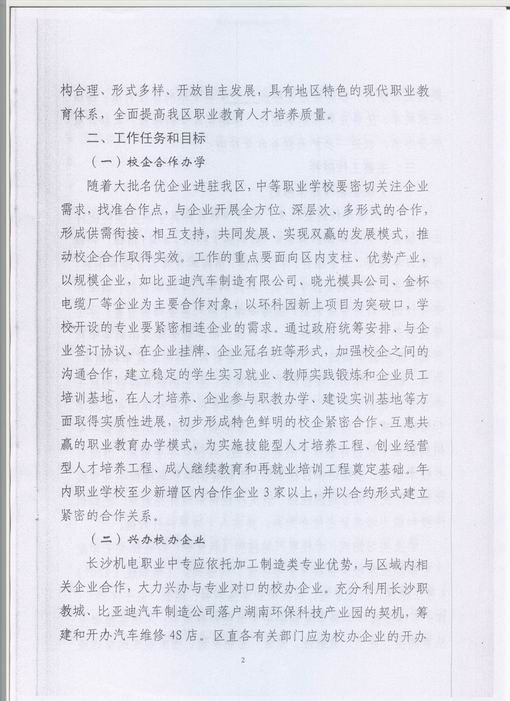 构合理、形式多样、开放自主发展，具有地区特色的现代职业教
育体系，全面提高我区职业教育人才培养质量。
二、工作任务和目标
（一）校企合作办学
随着大批名优企业进驻我区，中等职业学校要密切关注企业
需求，找准合作点，与企业开展全方位、深层次、多形式的合作，
形成供需衔接、相互支持，共同发展、实现双赢的发展模式，推
动校企合作取得实效。工作的重点要面向区内支柱、优势产业，
以规模企业，如比亚迪汽车制造有限公司、晓光模具公司、金杯
电缆厂等企业为主要合作对象，以环科园新上项目为突破口，学
校开设的专业要紧密相连企业的需求。通过政府统筹安排、与企
业签订协议、在企业挂牌、企业冠名班等形式，加强校企之间的
沟通合作，建立稳定的学生实习就业、教师实践锻炼和企业员工
培训基地，在人才培养、企业参与职教办学、建设实训基地等方
面取得实质性进展，初步形成特色鲜明的校企紧密合作、互惠共
赢的职业教育办学模式，为实施技能型人才培养工程、创业经营
型人才培养工程、成人继续教育和再就业培训工程奠定基础。年
内职业学校至少新增区内合作企业 3 家以上，并以合约形式建立
紧密的合作关系。
（二）兴办校办企业
长沙机电职业中专应依托加工制造类专业优势，与区域内相
关企业合作，大力兴办与专业对口的校办企业。充分利用长沙职
教城、比亚迪汽车制造公司落户湖南环保科技产业园的契机，筹
建和开办汽车维修 4S 店。区直各有关部门应为校办企业的开办
2